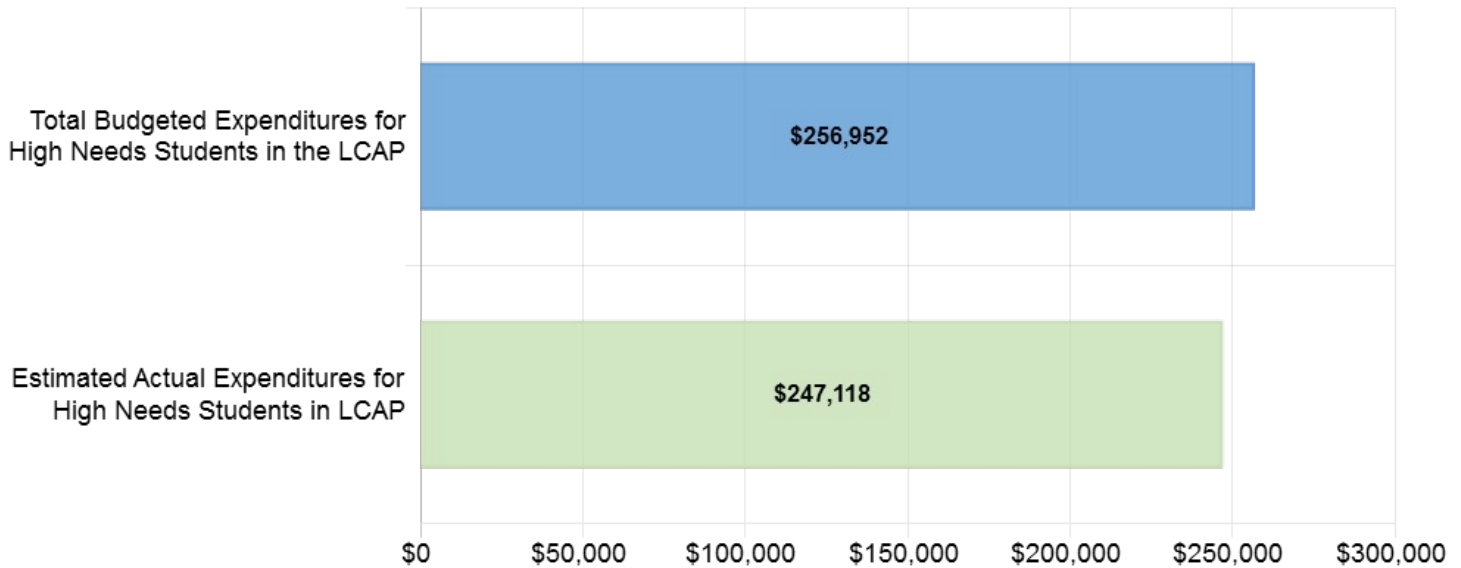 Total Budgeted Expenditures for
High Needs Students in the LCAP
$256,952
Estimated Actual Expenditures for
High Needs Students in LCAP
$247,118
$0 $50,000 $100,000 $150,000 $200,000 $250,000 $300,000